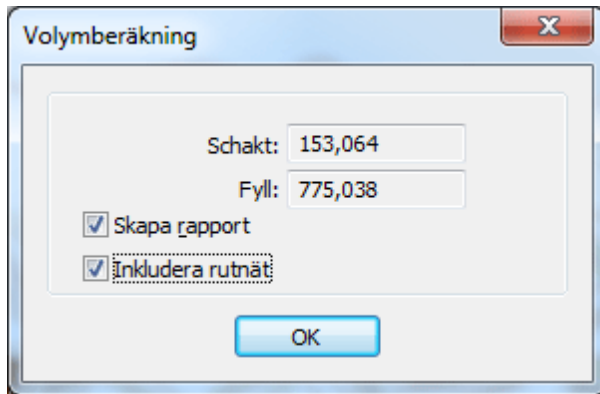 Volymberäkning
Schakt: 153,064
Fyll: 775,038
Skapa rapport
Inkludera rutnät
OK